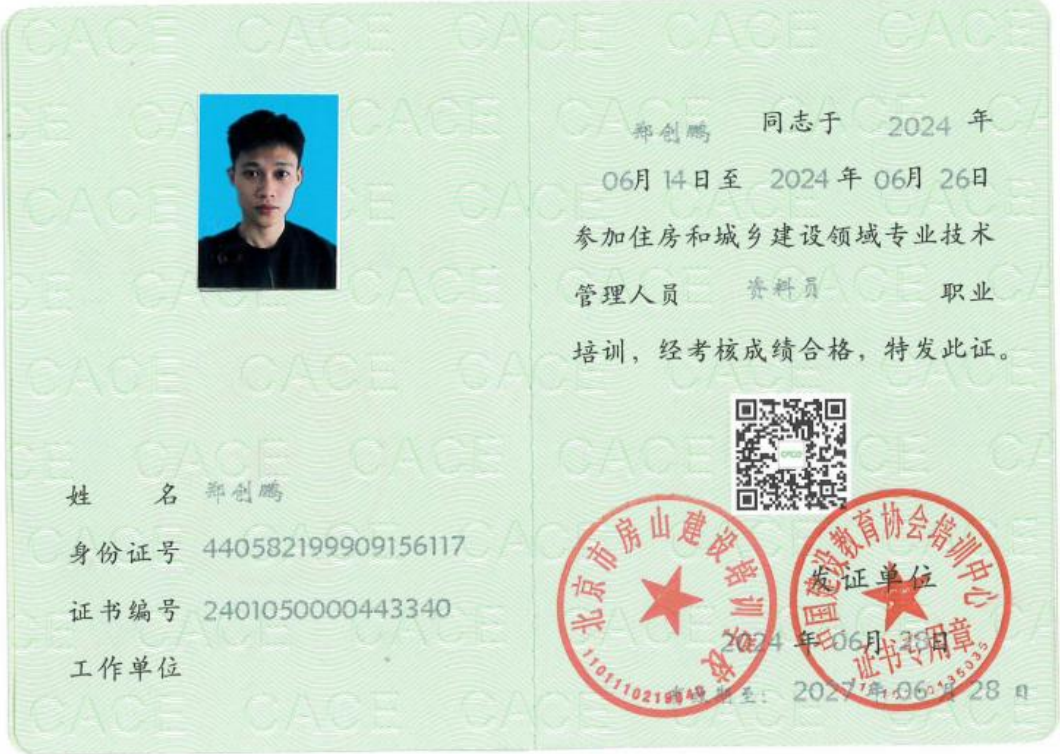 郑创鹏 同志于 2024 年
06月 14日至 2024 年 06月 26日
参加住房和城乡建设领域专业技术
管理人员 资料员 职业
培训，经考核成绩合格，特发此证。
姓 名 郑创鹏
身份证号 440582199909156117
证书编号 2401050000443340
工作单位
北京市房山建设培训学校
中国建设教育协会培训中心
证书专用章
发证单位
2024 年 06月 28日
有效期至： 2027 年 06 月 28 日
CACE